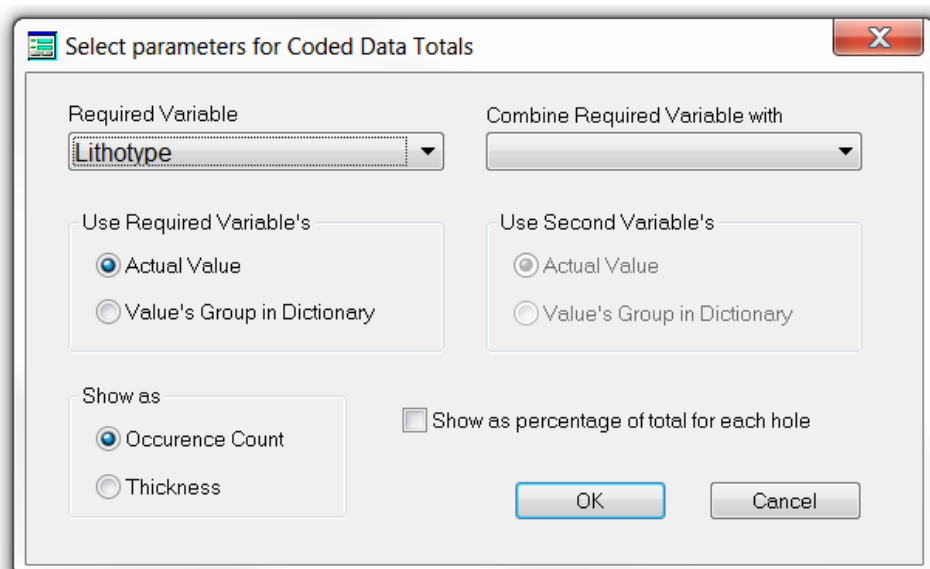 Select parameters for Coded Data Totals
X
Required Variable
Combine Required Variable with
Lithotype
Use Required Variable's
Actual Value
Value's Group in Dictionary
Use Second Variable's
Actual Value
Value's Group in Dictionary
Show as
Occurence Count
Thickness
Show as percentage of total for each hole
OK
Cancel